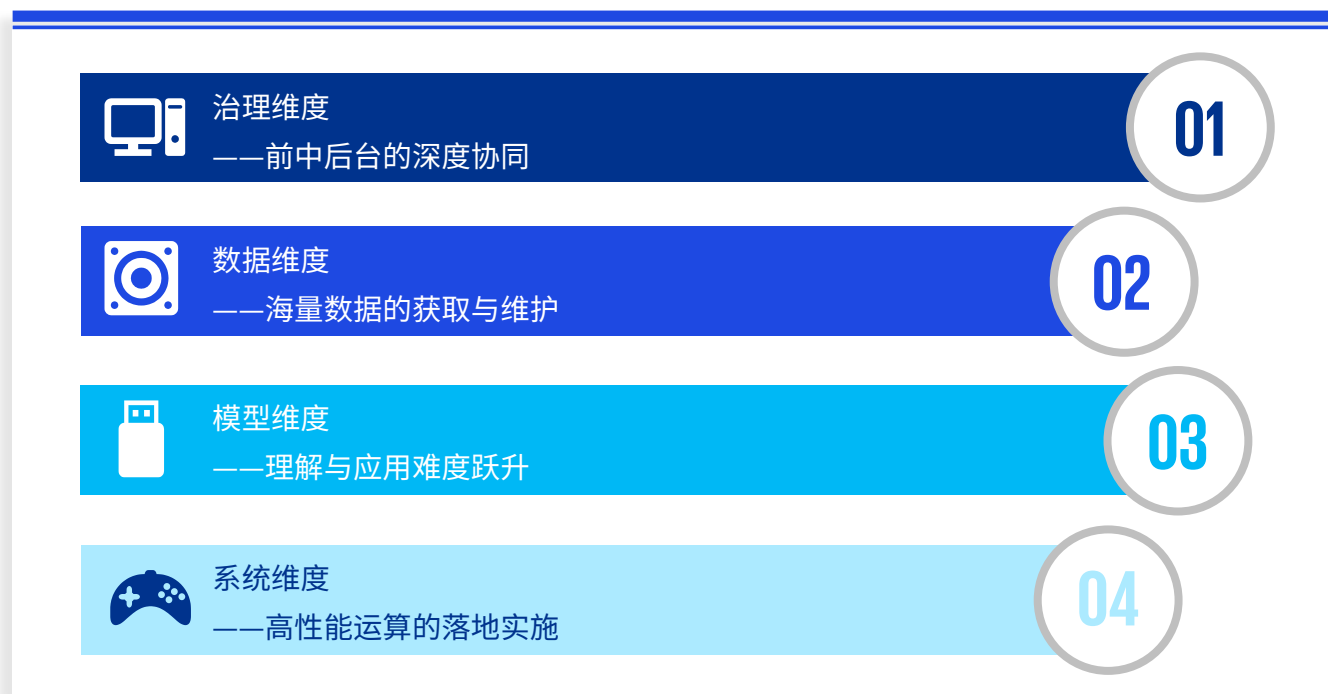 治理维度
——前中后台的深度协同
01
数据维度
——海量数据的获取与维护
02
模型维度
——理解与应用难度跃升
03
系统维度
——高性能运算的落地实施
04